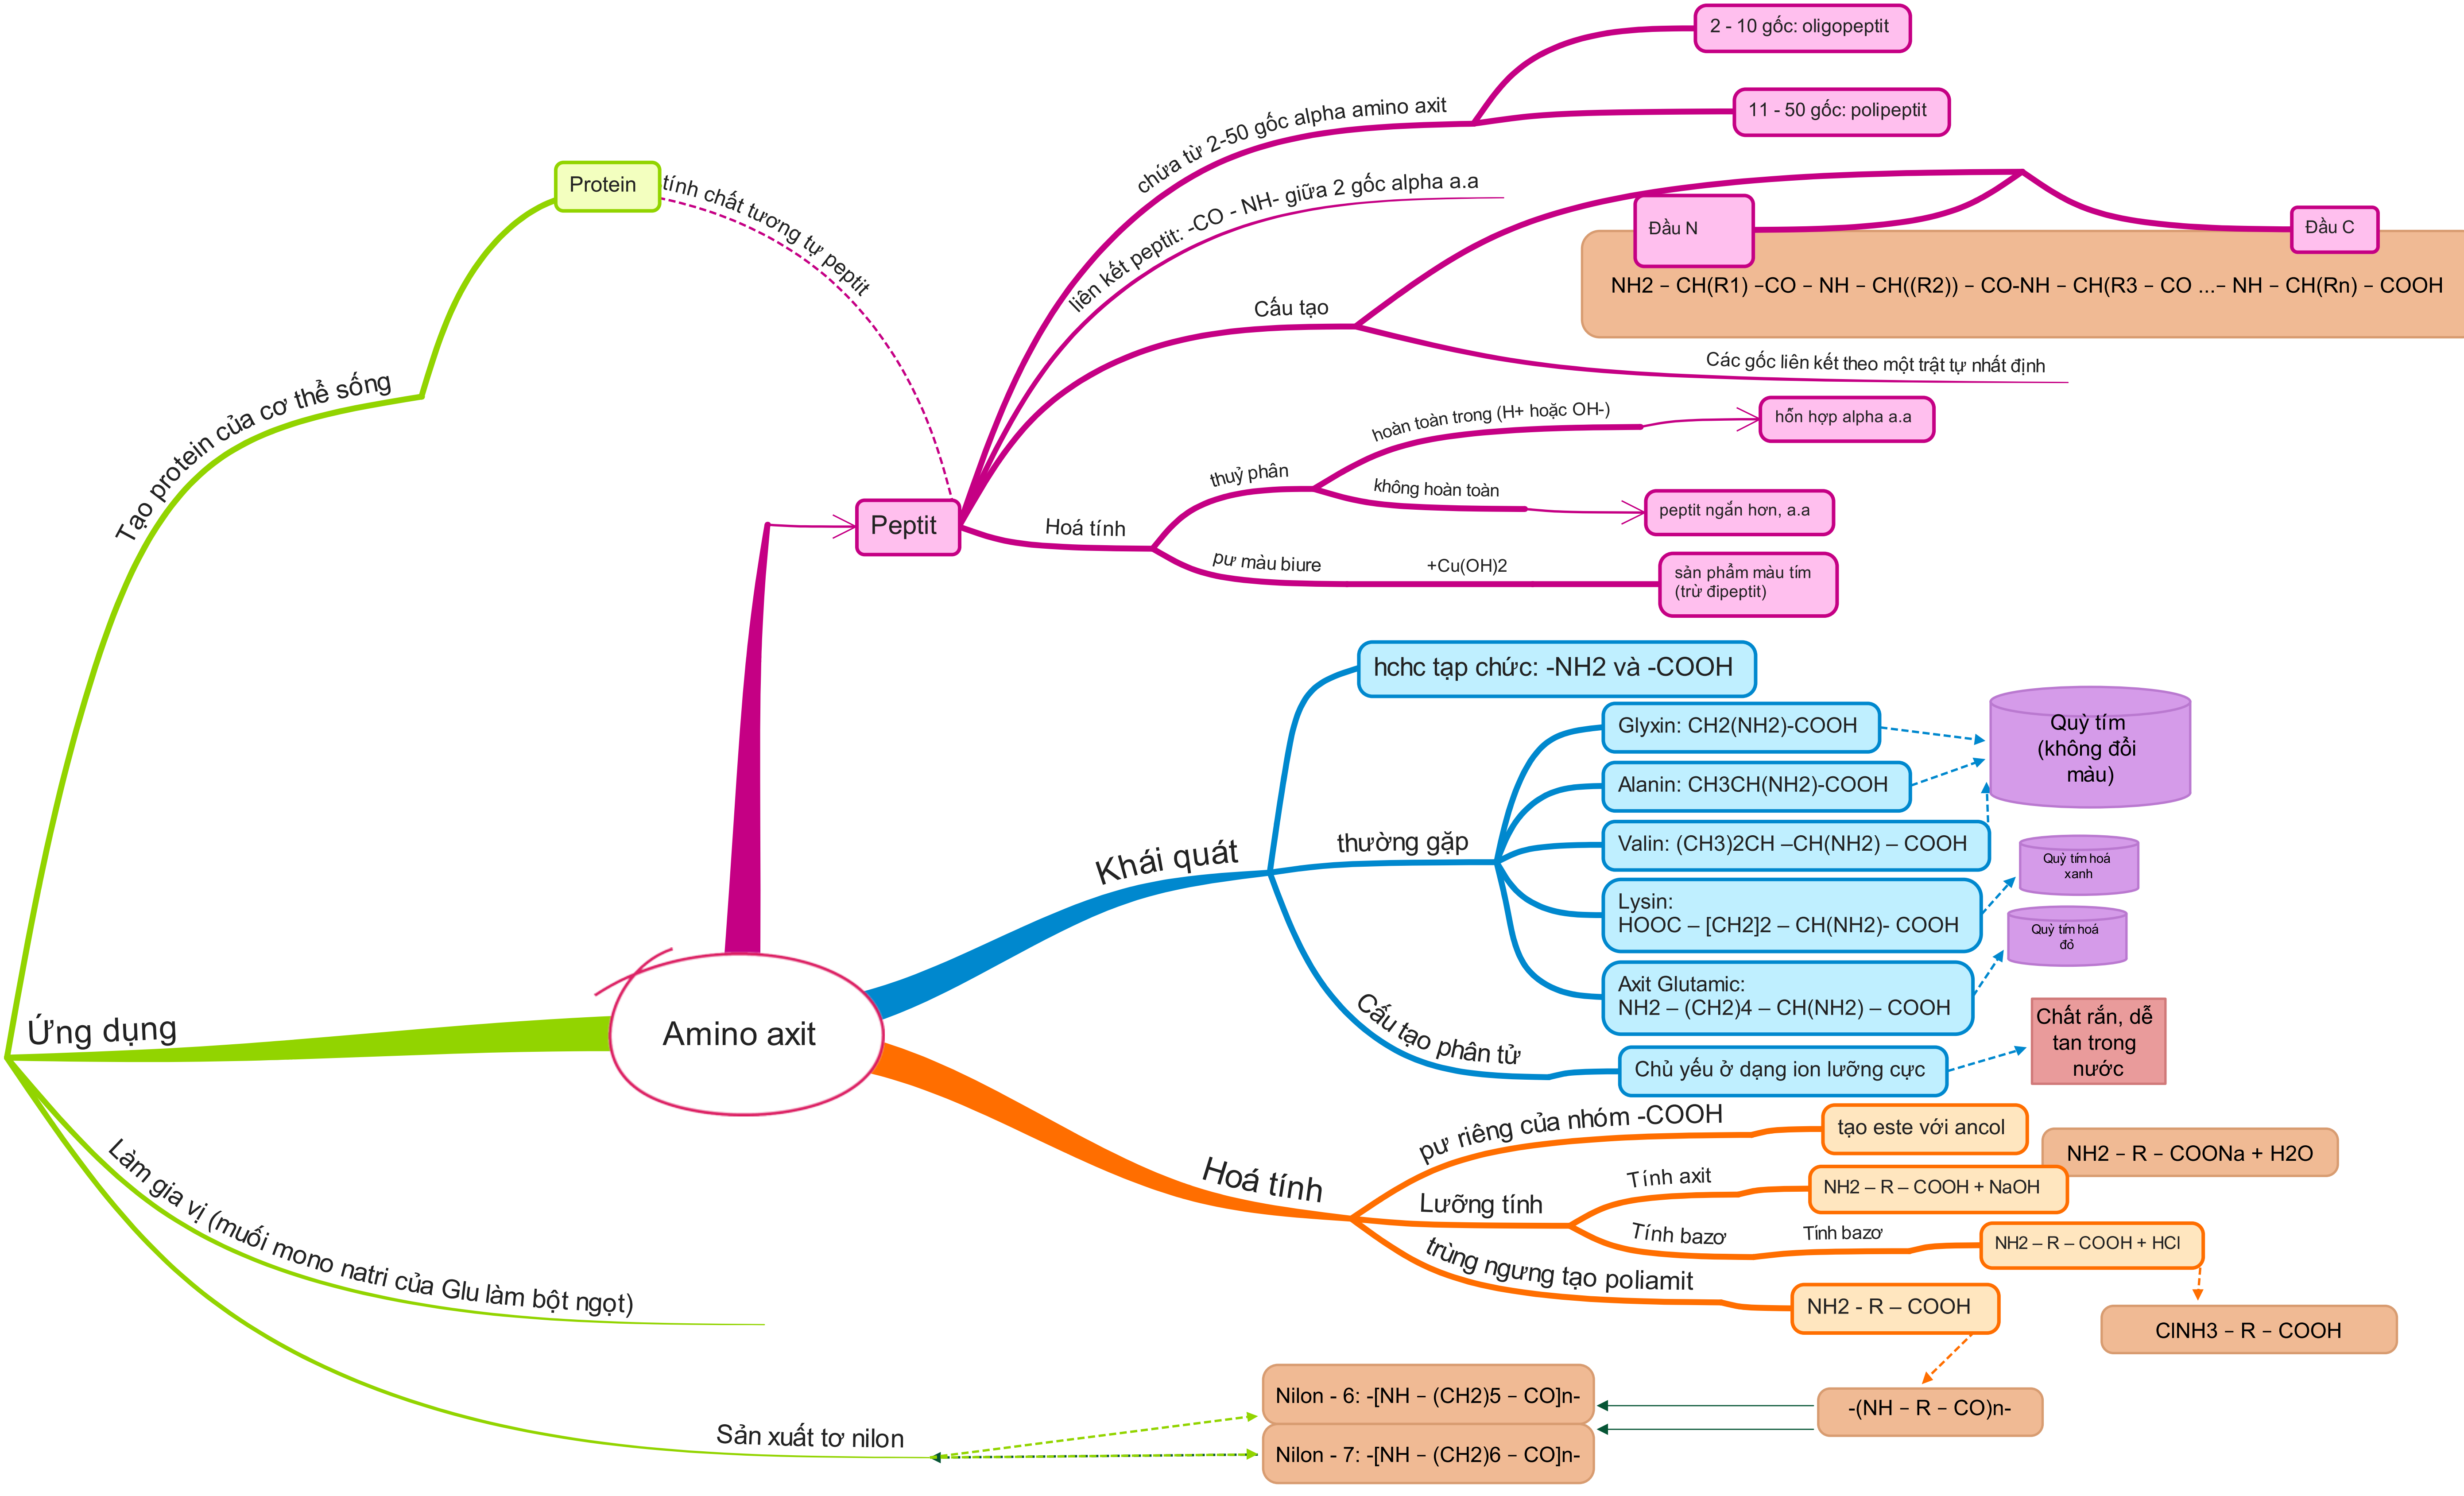 2 - 10 gốc: oligopeptit
chứa từ 2-50 gốc alpha amino axit
11 - 50 gốc: polipeptit
Protein
tính chất tương tự peptit
liên kết peptit: -CO - NH- giữa 2 gốc alpha a.a
Đầu N
Đầu C
NH2 – CH(R1) –CO – NH – CH((R2)) – CO-NH – CH(R3 – CO ...– NH – CH(Rn) – COOH
Cấu tạo
Các gốc liên kết theo một trật tự nhất định
Tạo protein của cơ thể sống
hoàn toàn trong (H+ hoặc OH-)
hỗn hợp alpha a.a
thuỷ phân
không hoàn toàn
peptit ngắn hơn, a.a
Peptit
Hoá tính
pư màu biure
+Cu(OH)2
sản phẩm màu tím
(trừ đipeptit)
hchc tạp chức: -NH2 và -COOH
Glyxin: CH2(NH2)-COOH
Quỳ tím
(không đổi
màu)
Alanin: CH3CH(NH2)-COOH
Khái quát
thường gặp
Valin: (CH3)2CH –CH(NH2) – COOH
Quỳ tím hoá
xanh
Lysin:
HOOC – [CH2]2 – CH(NH2)- COOH
Quỳ tím hoá
đỏ
Axit Glutamic:
NH2 – (CH2)4 – CH(NH2) – COOH
Cấu tạo phân tử
Chủ yếu ở dạng ion lưỡng cực
Chất rắn, dễ
tan trong
nước
Ứng dụng
Amino axit
pư riêng của nhóm -COOH
tạo este với ancol
NH2 – R – COONa + H2O
Hoá tính
Lưỡng tính
Tính axit
NH2 – R – COOH + NaOH
Tính bazơ
Tính bazơ
NH2 – R – COOH + HCl
trùng ngưng tạo poliamit
NH2 - R – COOH
ClNH3 – R – COOH
Làm gia vị (muối mono natri của Glu làm bột ngọt)
Nilon - 6: -[NH – (CH2)5 – CO]n-
-(NH – R – CO)n-
Sản xuất tơ nilon
Nilon - 7: -[NH – (CH2)6 – CO]n-